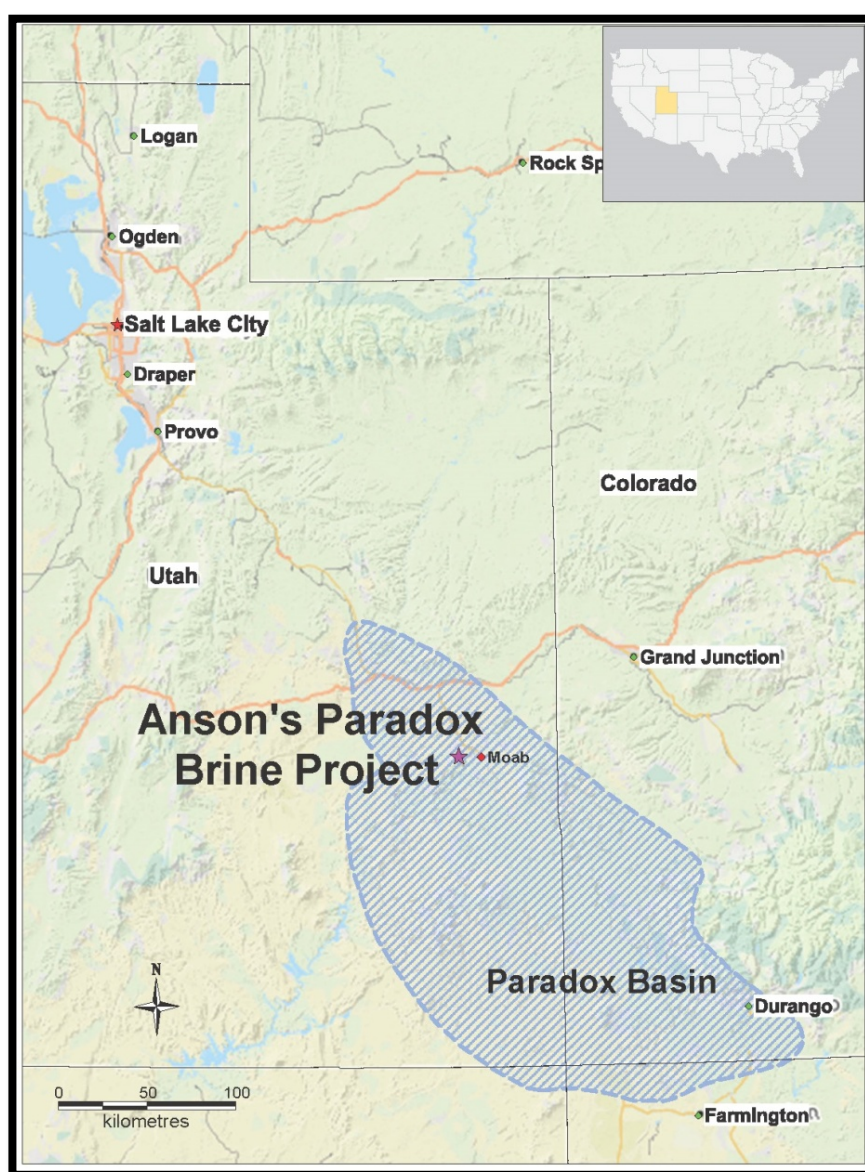 Logan
Rock Sp
Ogden
Salt Lake City
Draper
Provo
Colorado
Utah
Grand Junction
Anson's Paradox
Brine Project
Moab
Paradox Basin
N
Durango
0 50 100
kilometres
Farmington